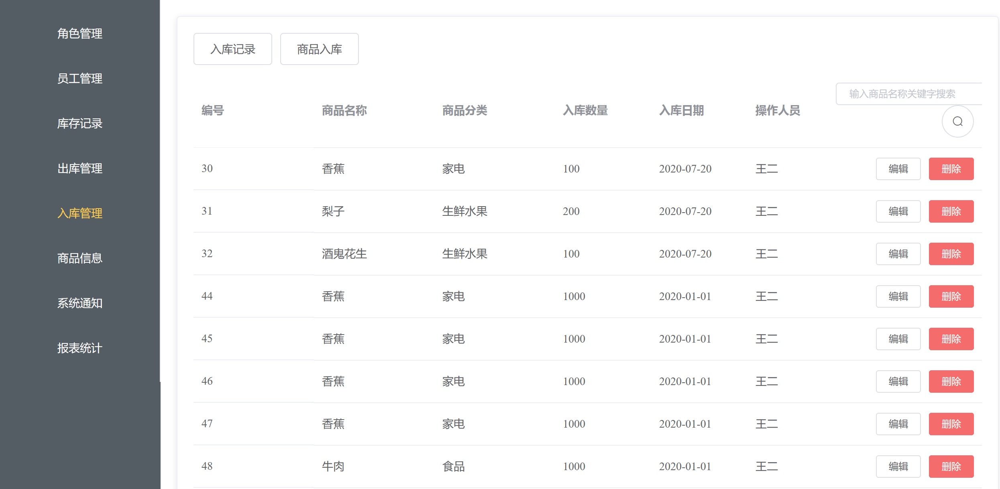 角色管理
员工管理
库存记录
出库管理
入库管理
商品信息
系统通知
报表统计
入库记录 商品入库
输入商品名称关键字搜索
编号 商品名称 商品分类 入库数量 入库日期 操作人员
30 香蕉 家电 100 2020-07-20 王二 编辑 删除
31 梨子 生鲜水果 200 2020-07-20 王二 编辑 删除
32 酒鬼花生 生鲜水果 100 2020-07-20 王二 编辑 删除
44 香蕉 家电 1000 2020-01-01 王二 编辑 删除
45 香蕉 家电 1000 2020-01-01 王二 编辑 删除
46 香蕉 家电 1000 2020-01-01 王二 编辑 删除
47 香蕉 家电 1000 2020-01-01 王二 编辑 删除
48 牛肉 食品 1000 2020-01-01 王二 编辑 删除